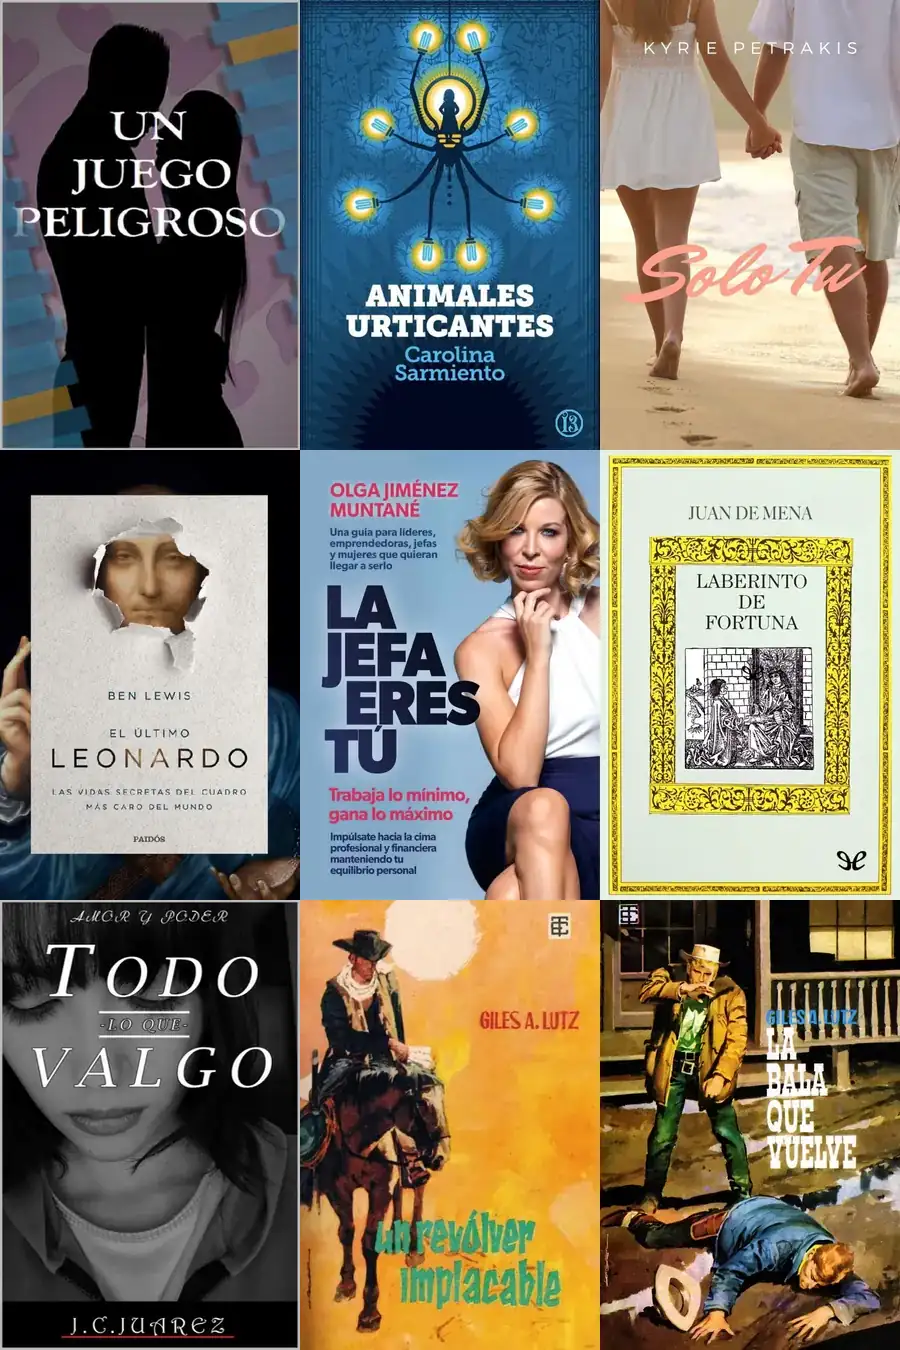 UN
JUEGO
PELIGROSO
ANIMALES
URTICANTES
Carolina
Sarmiento
13
KYRIE PETRAKIS
Solo Tu
BEN LEWIS
EL ÚLTIMO
LEONARDO
LAS VIDAS SECRETAS DEL CUADRO
MÁS CARO DEL MUNDO
PAIDÓS
OLGA JIMÉNEZ
MUNTANÉ
Una guía para líderes,
emprendedoras, jefas
y mujeres que quieran
llegar a serlo
LA
JEFA
ERES
TÚ
Trabaja lo mínimo,
gana lo máximo
Impúlsate hacia la cima
profesional y financiera
manteniendo tu
equilibrio personal
JUAN DE MENA
LABERINTO
DE
FORTUNA
AMOR Y PODER
TODO
-LO QUE-
VALGO
J.C.JUAREZ
GILES A. LUTZ
un revólver
implacable
GILES A. LUTZ
LA
BALA
QUE
VUELVE